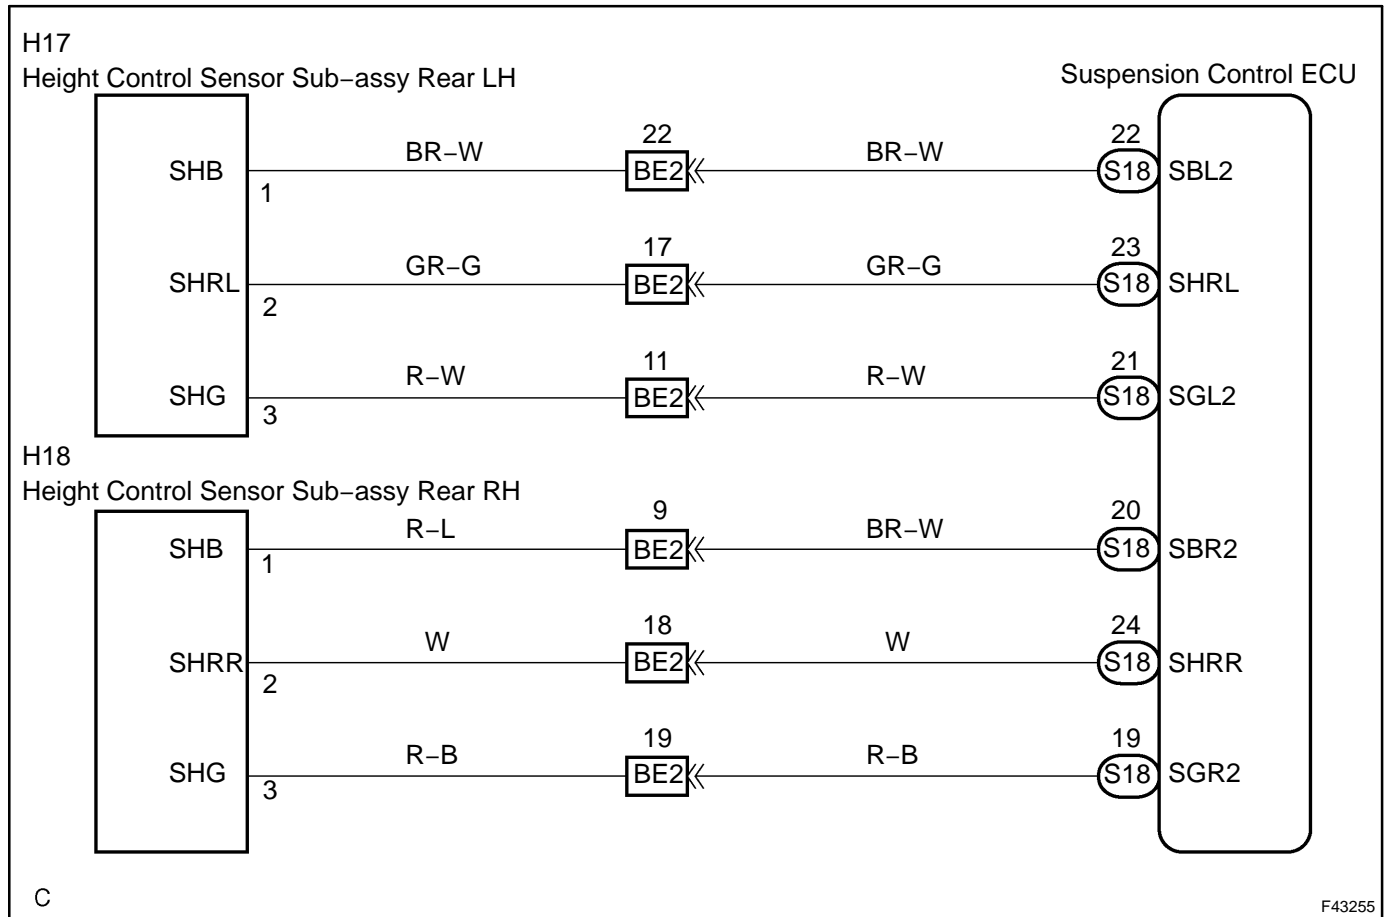 H17
Height Control Sensor Sub−assy Rear LH
Suspension Control ECU
SHB
1
BR−W
22
BE2
BR−W
22
S18
SBL2
SHRL
2
GR−G
17
BE2
GR−G
23
S18
SHRL
SHG
3
R−W
11
BE2
R−W
21
S18
SGL2
H18
Height Control Sensor Sub−assy Rear RH
SHB
1
R−L
9
BE2
BR−W
20
S18
SBR2
SHRR
2
W
18
BE2
W
24
S18
SHRR
SHG
3
R−B
19
BE2
R−B
19
S18
SGR2
C
F43255